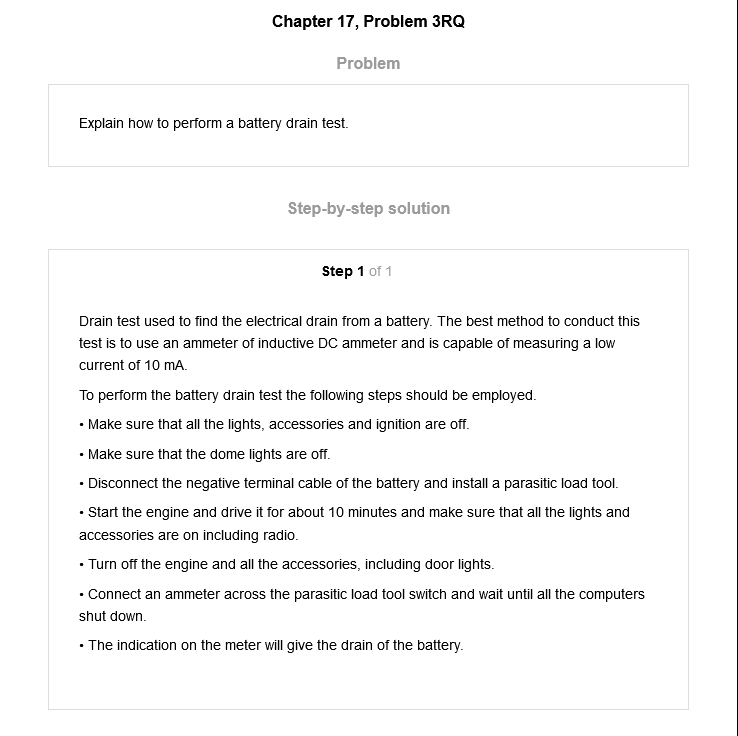 Chapter 17, Problem 3RQ
Problem
Explain how to perform a battery drain test.
Step-by-step solution
Step 1 of 1
Drain test used to find the electrical drain from a battery. The best method to conduct this
test is to use an ammeter of inductive DC ammeter and is capable of measuring a low
current of 10 mA.
To perform the battery drain test the following steps should be employed.
• Make sure that all the lights, accessories and ignition are off.
• Make sure that the dome lights are off.
• Disconnect the negative terminal cable of the battery and install a parasitic load tool.
• Start the engine and drive it for about 10 minutes and make sure that all the lights and
accessories are on including radio.
• Turn off the engine and all the accessories, including door lights.
• Connect an ammeter across the parasitic load tool switch and wait until all the computers
shut down.
• The indication on the meter will give the drain of the battery.